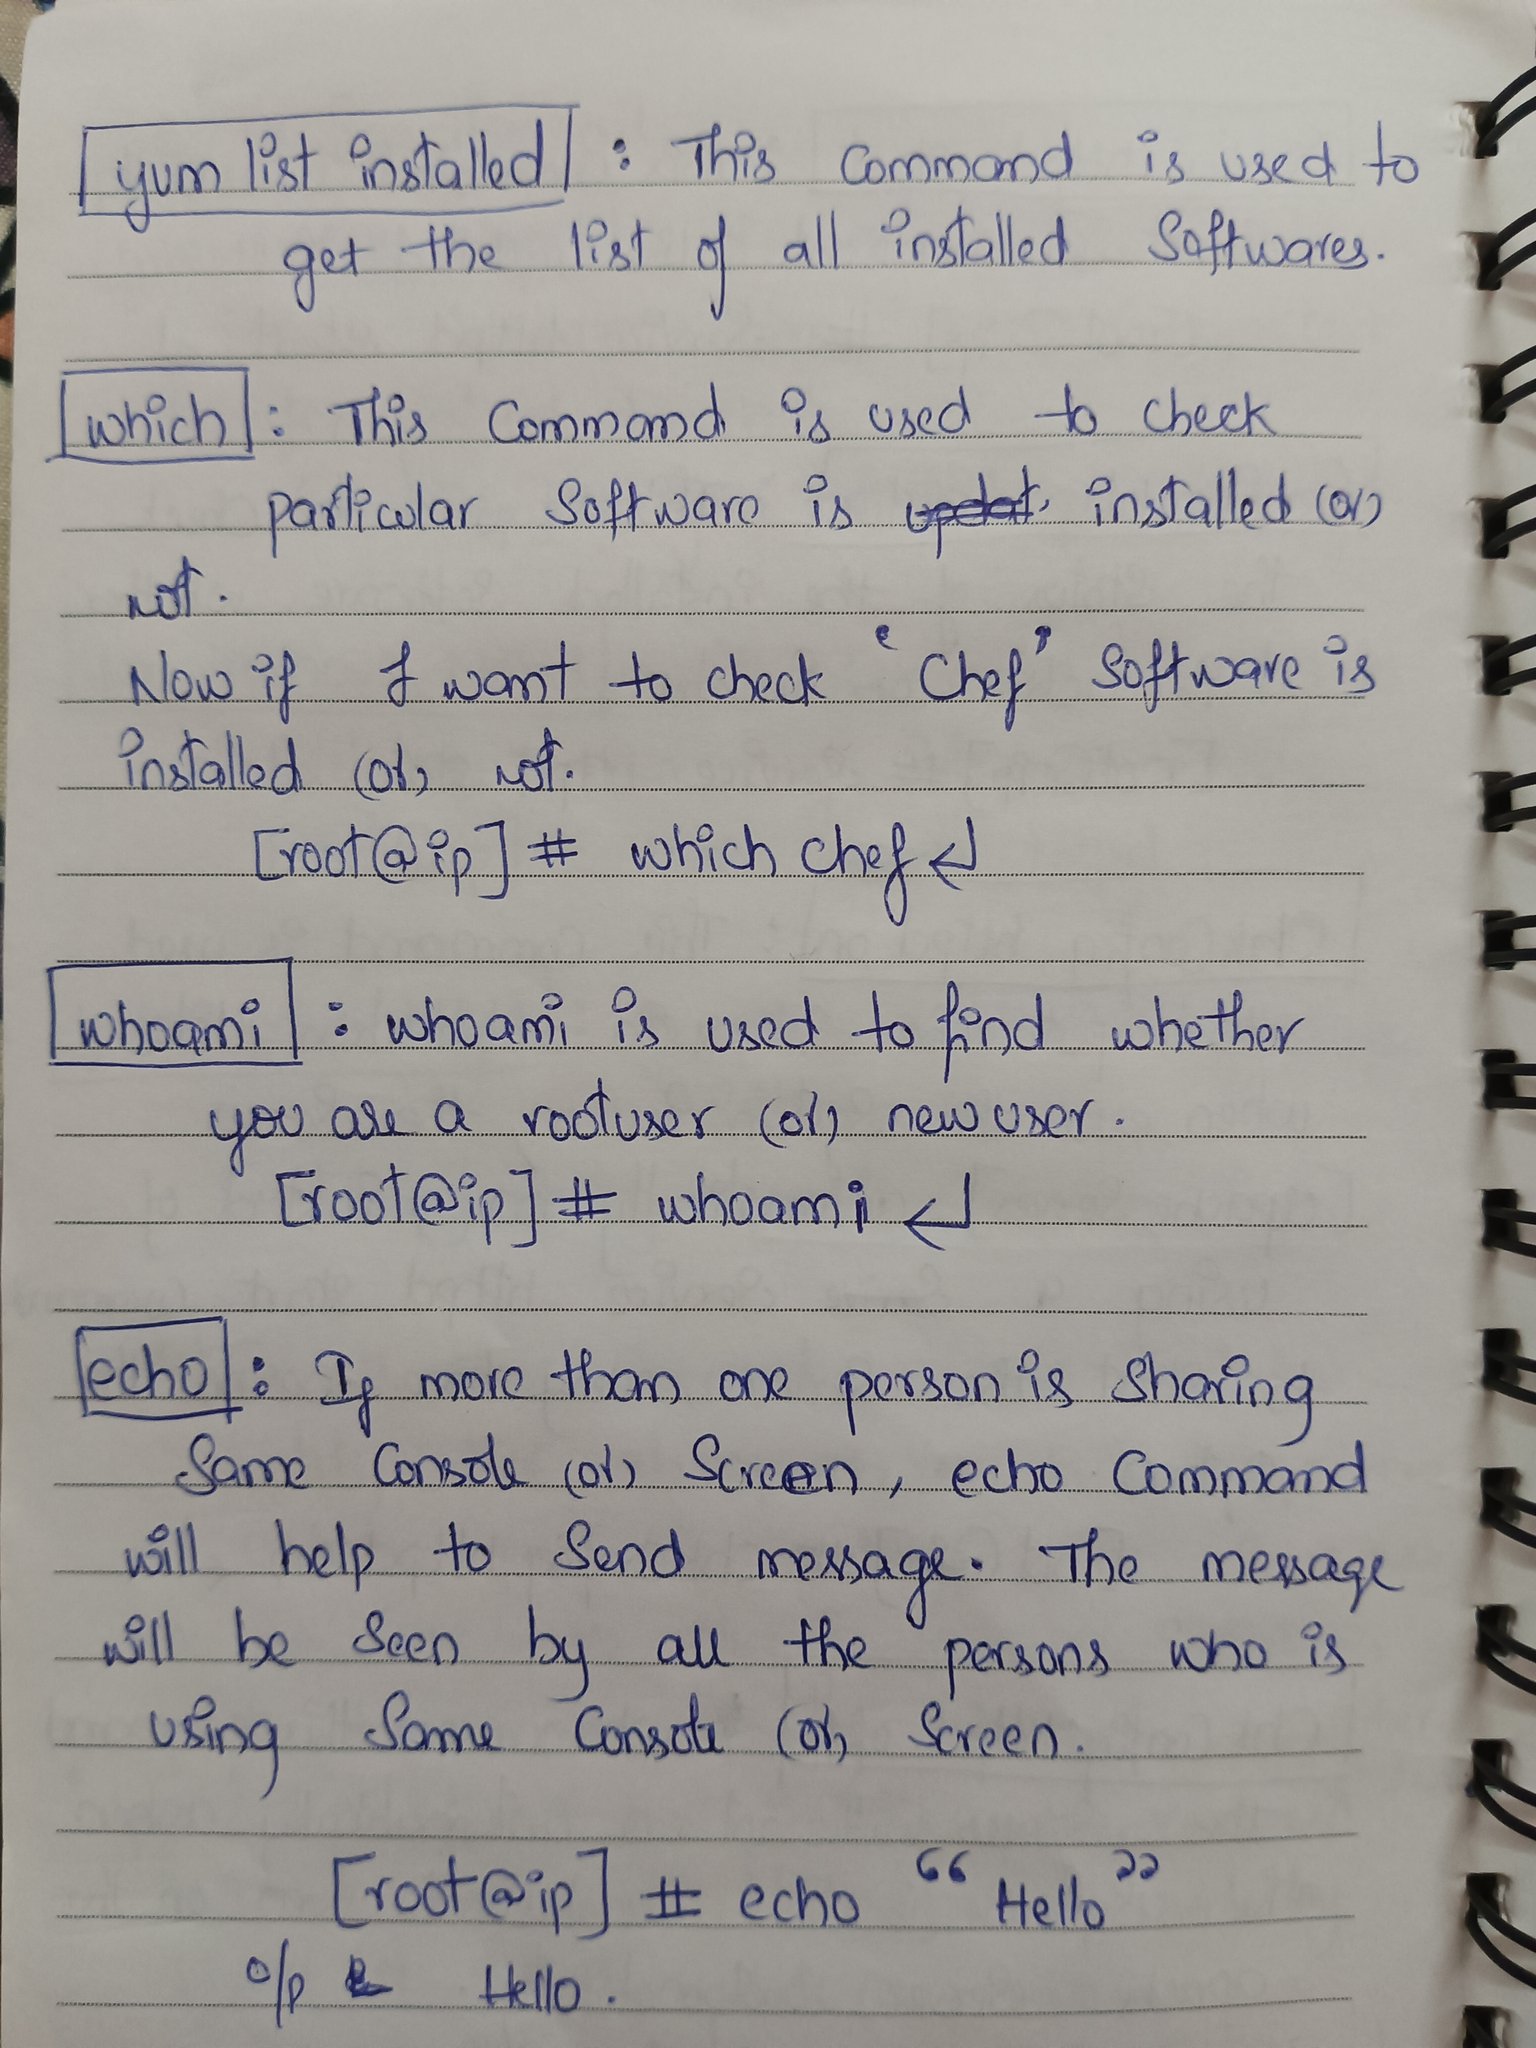 yum list installed : This Command is used to
get the list of all installed Softwares.
which : This Command is used to check
particular Software is updat installed (or)
not.
Now if I want to check 'Chef' Software is
installed (or) not.
[root@ip] # which chef ↵
whoami : whoami is used to find whether
you are a rootuser (or) new user.
[root@ip] # whoami ↵
echo : If more than one person is Sharing
Same Console (or) Screen, echo Command
will help to Send message. The message
will be Seen by all the persons who is
using Same Console (or) Screen.
[root@ip] # echo "Hello"
o/p Hello.